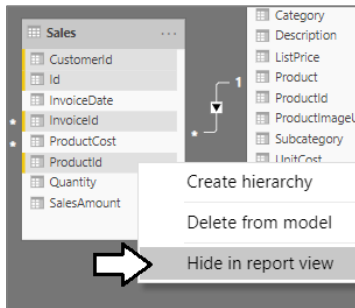 Sales ...
CustomerId
Id
InvoiceDate
InvoiceId
ProductCost
ProductId
Quantity
SalesAmount
*
*
1
*
Category
Description
ListPrice
Product
ProductId
ProductImageU
Subcategory
UnitCost
Create hierarchy
Delete from model
Hide in report view